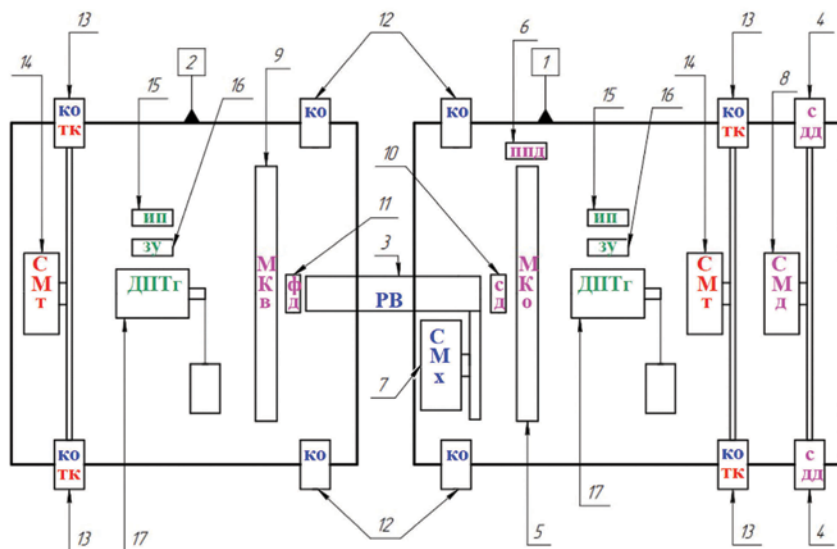 13
12
6
13
4
14
2
9
1
14
8
15
16
15
16
КО
ТК
КО
КО
КО
ТК
С
ДД
ППД
10
11
3
ИП
ЗУ
ИП
ЗУ
С
М
т
ДПТг
М
К
в
Ф
Д
РВ
С
Д
М
К
о
ДПТг
С
М
т
С
М
д
С
М
х
7
КО
ТК
КО
КО
КО
ТК
С
ДД
17
13
17
12
5
13
4